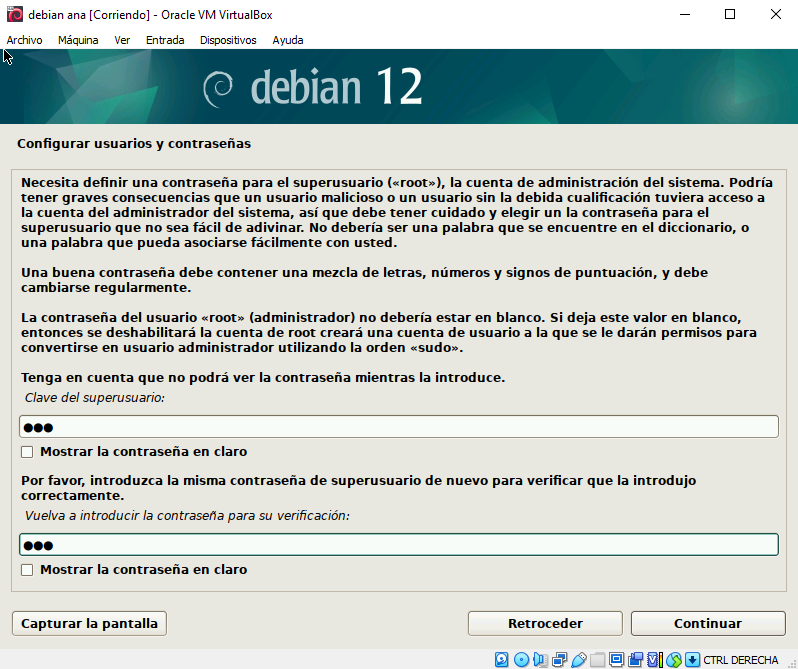 debian ana [Corriendo] - Oracle VM VirtualBox
Archivo Máquina Ver Entrada Dispositivos Ayuda
debian 12
Configurar usuarios y contraseñas
Necesita definir una contraseña para el superusuario («root»), la cuenta de administración del sistema. Podría
tener graves consecuencias que un usuario malicioso o un usuario sin la debida cualificación tuviera acceso a
la cuenta del administrador del sistema, así que debe tener cuidado y elegir un la contraseña para el
superusuario que no sea fácil de adivinar. No debería ser una palabra que se encuentre en el diccionario, o
una palabra que pueda asociarse fácilmente con usted.
Una buena contraseña debe contener una mezcla de letras, números y signos de puntuación, y debe
cambiarse regularmente.
La contraseña del usuario «root» (administrador) no debería estar en blanco. Si deja este valor en blanco,
entonces se deshabilitará la cuenta de root creará una cuenta de usuario a la que se le darán permisos para
convertirse en usuario administrador utilizando la orden «sudo».
Tenga en cuenta que no podrá ver la contraseña mientras la introduce.
Clave del superusuario:
●●●
Mostrar la contraseña en claro
Por favor, introduzca la misma contraseña de superusuario de nuevo para verificar que la introdujo
correctamente.
Vuelva a introducir la contraseña para su verificación:
●●●
Mostrar la contraseña en claro
Capturar la pantalla Retroceder Continuar
CTRL DERECHA